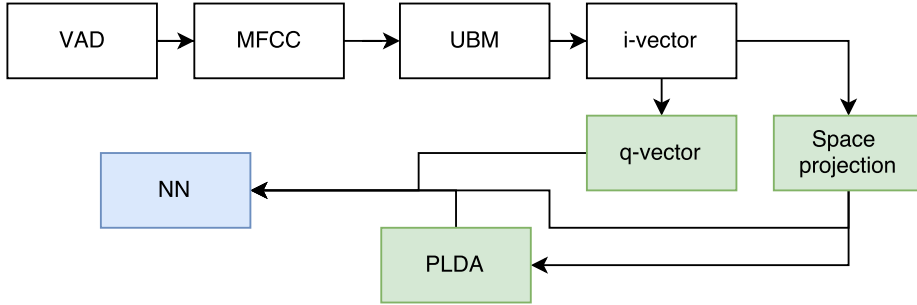 VAD
MFCC
UBM
i-vector
q-vector
Space
projection
NN
PLDA